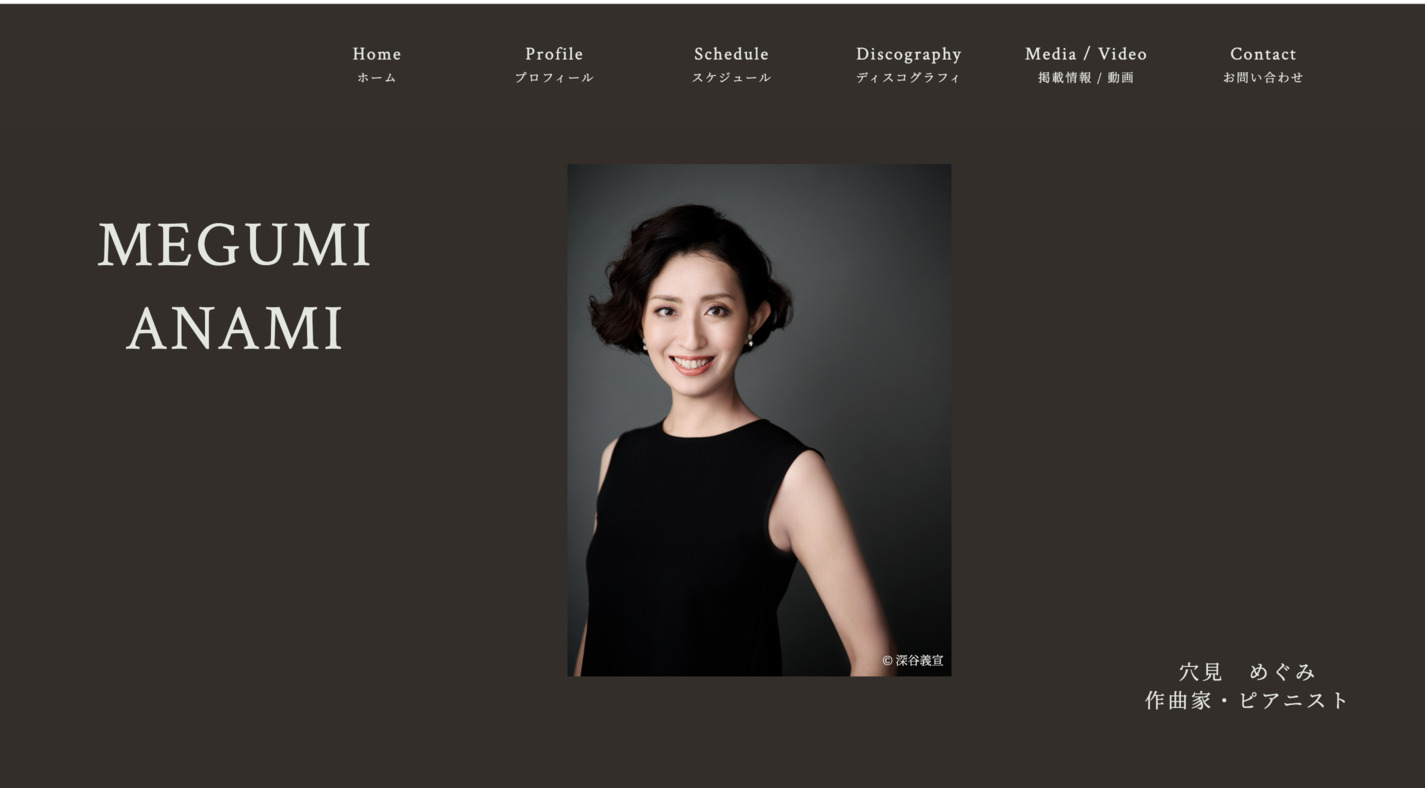 Home
ホーム
Profile
プロフィール
Schedule
スケジュール
Discography
ディスコグラフィ
Media / Video
掲載情報 / 動画
Contact
お問い合わせ
MEGUMI
ANAMI
© 深谷義宣
穴見　めぐみ
作曲家・ピアニスト